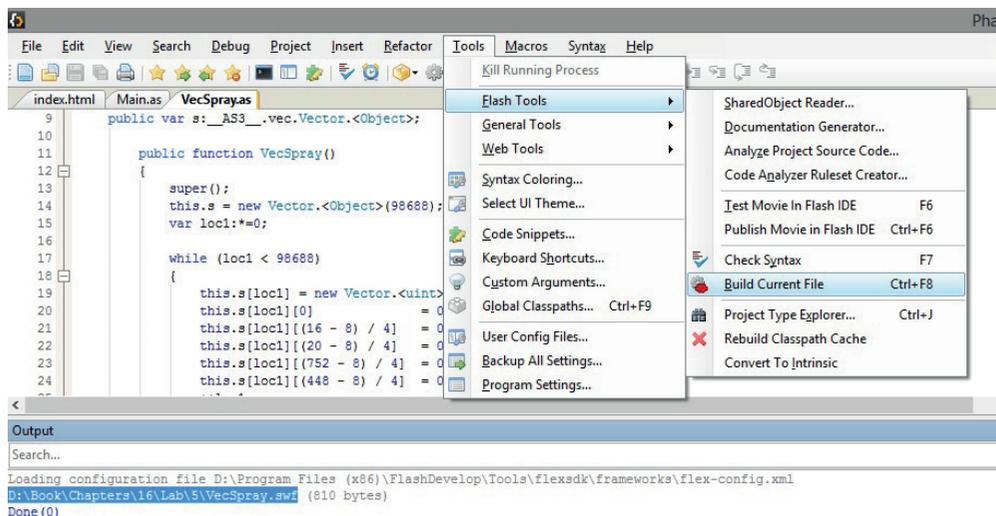 Pha
File Edit View Search Debug Project Insert Refactor Tools Macros Syntax Help
index.html Main.as VecSpray.as
Kill Running Process
Flash Tools
General Tools
Web Tools
Syntax Coloring...
Select UI Theme...
Code Snippets...
Keyboard Shortcuts...
Custom Arguments...
Global Classpaths... Ctrl+F9
User Config Files...
Backup All Settings...
Program Settings...
SharedObject Reader...
Documentation Generator...
Analyze Project Source Code...
Code Analyzer Ruleset Creator...
Test Movie In Flash IDE F6
Publish Movie in Flash IDE Ctrl+F6
Check Syntax F7
Build Current File Ctrl+F8
Project Type Explorer... Ctrl+J
Rebuild Classpath Cache
Convert To Intrinsic
9 public var s:__AS3__.vec.Vector.<Object>;
10
11 public function VecSpray()
12 {
13 super();
14 this.s = new Vector.<Object>(98688);
15 var loc1:*=0;
16
17 while (loc1 < 98688)
18 {
19 this.s[loc1] = new Vector.<uint>
20 this.s[loc1][0] = 0
21 this.s[loc1][(16 - 8) / 4] = 0
22 this.s[loc1][(20 - 8) / 4] = 0
23 this.s[loc1][(752 - 8) / 4] = 0
24 this.s[loc1][(448 - 8) / 4] = 0
Output
Search...
Loading configuration file D:\Program Files (x86)\FlashDevelop\Tools\flexsdk\frameworks\flex-config.xml
D:\Book\Chapters\16\Lab\5\VecSpray.swf (810 bytes)
Done(0)